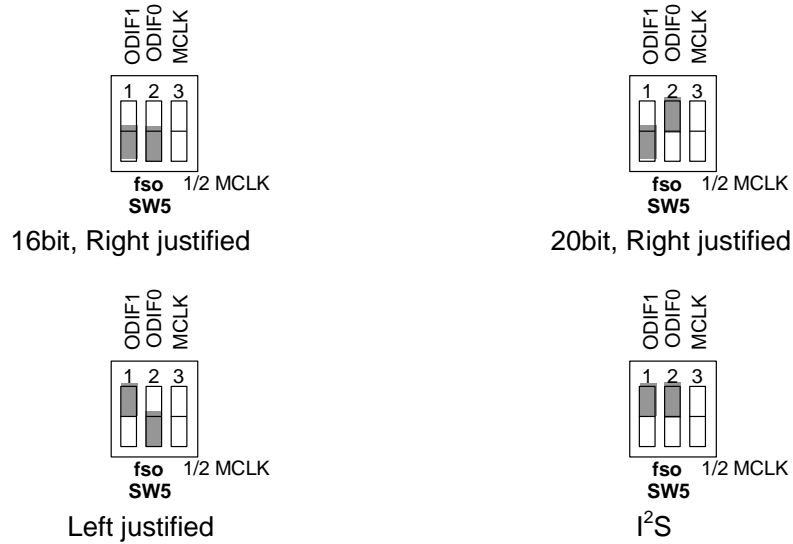 ODIF1
ODIF0
MCLK
1 2 3
fso 1/2 MCLK
SW5
16bit, Right justified
ODIF1
ODIF0
MCLK
1 2 3
fso 1/2 MCLK
SW5
20bit, Right justified
ODIF1
ODIF0
MCLK
1 2 3
fso 1/2 MCLK
SW5
Left justified
ODIF1
ODIF0
MCLK
1 2 3
fso 1/2 MCLK
SW5
I²S